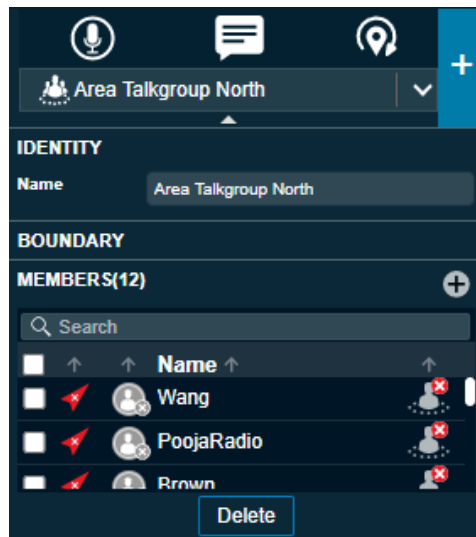 +
Area Talkgroup North
IDENTITY
Name Area Talkgroup North
BOUNDARY
MEMBERS(12)
Search
Name
Wang
PoojaRadio
Brown
Delete